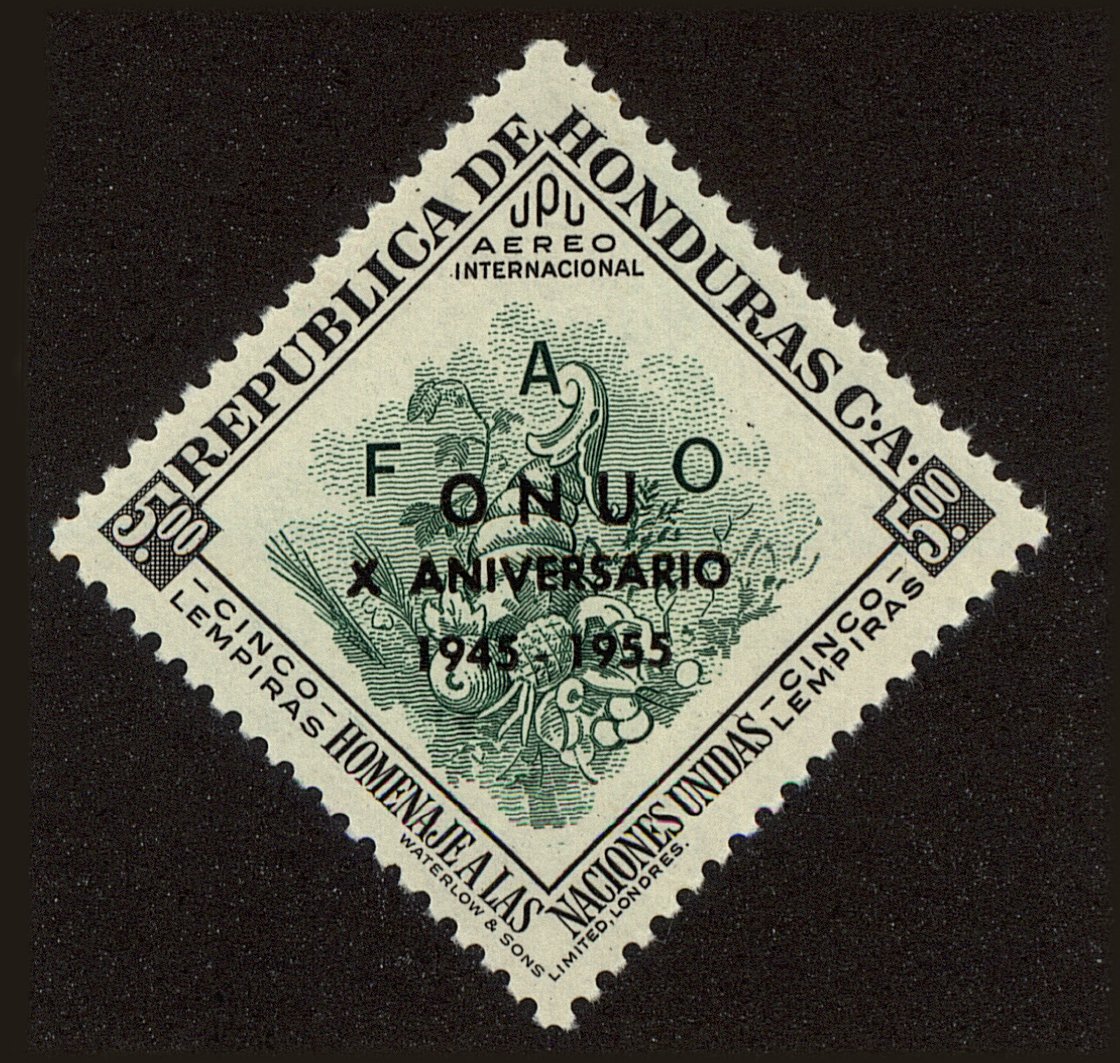 REPUBLICA DE HONDURAS C.A.
UPU
AEREO
INTERNACIONAL
A
F O
O N U
X ANIVERSARIO
1945 - 1955
5.00
5.00
- CINCO -
LEMPIRAS
- CINCO -
LEMPIRAS
HOMENAJE A LAS NACIONES UNIDAS
WATERLOW & SONS LIMITED, LONDRES.